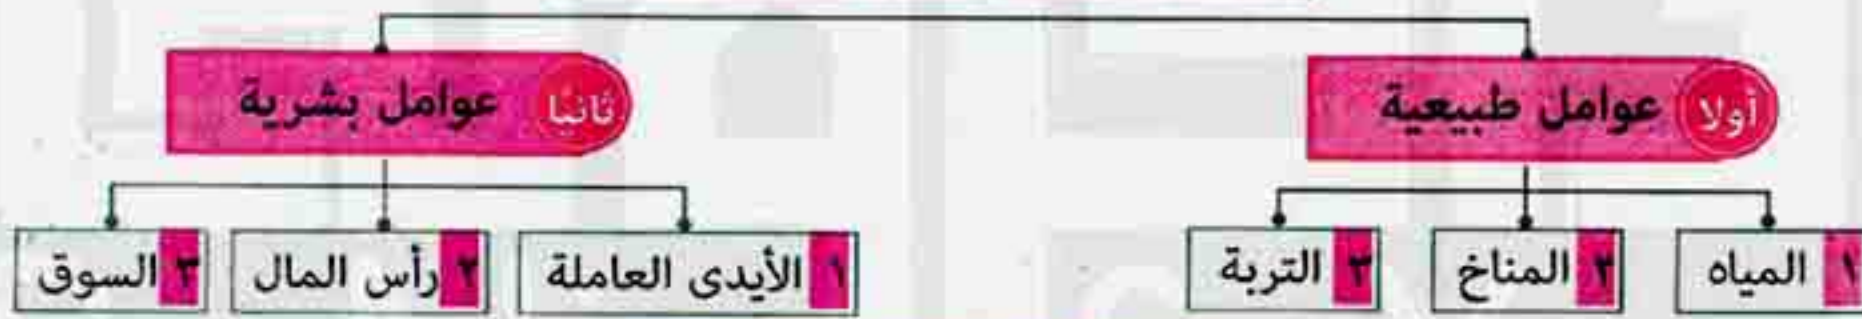 أولا عوامل طبيعية
ثانيا عوامل بشرية
١ المياه
٢ المناخ
٣ التربة
١ الأيدى العاملة
٢ رأس المال
٣ السوق